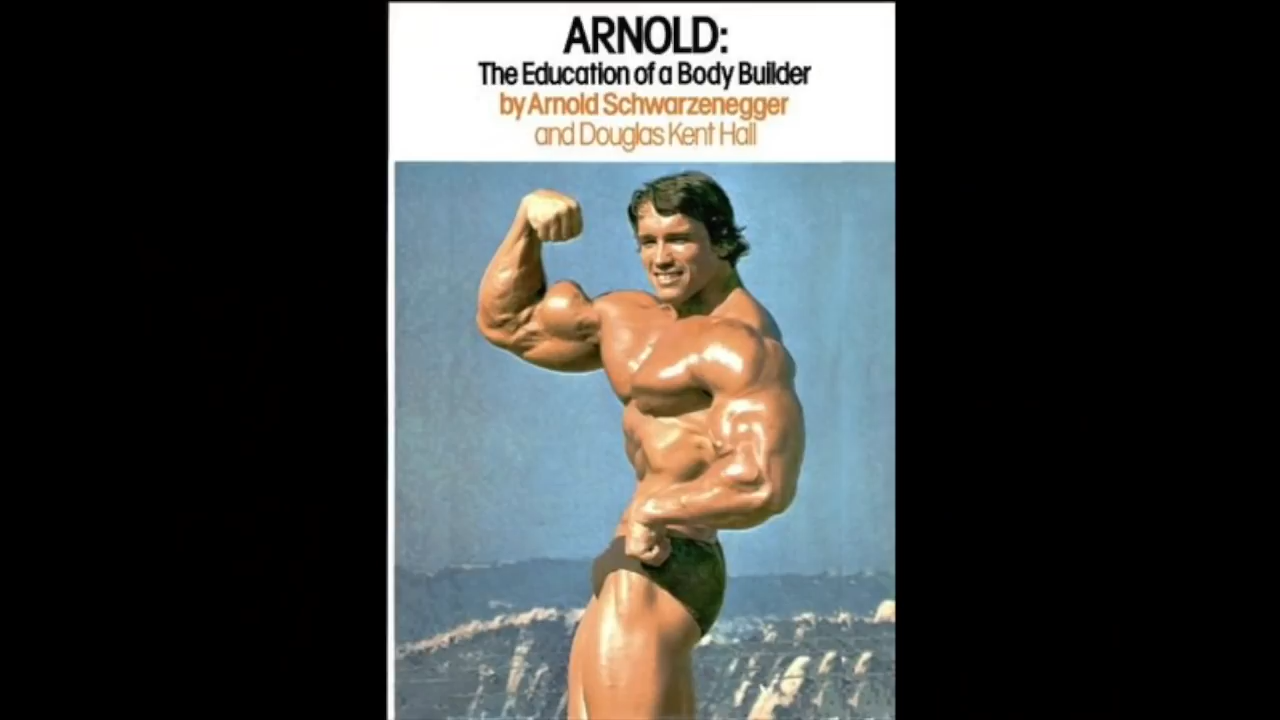 ARNOLD:
The Education of a Body Builder
by Arnold Schwarzenegger
and Douglas Kent Hall